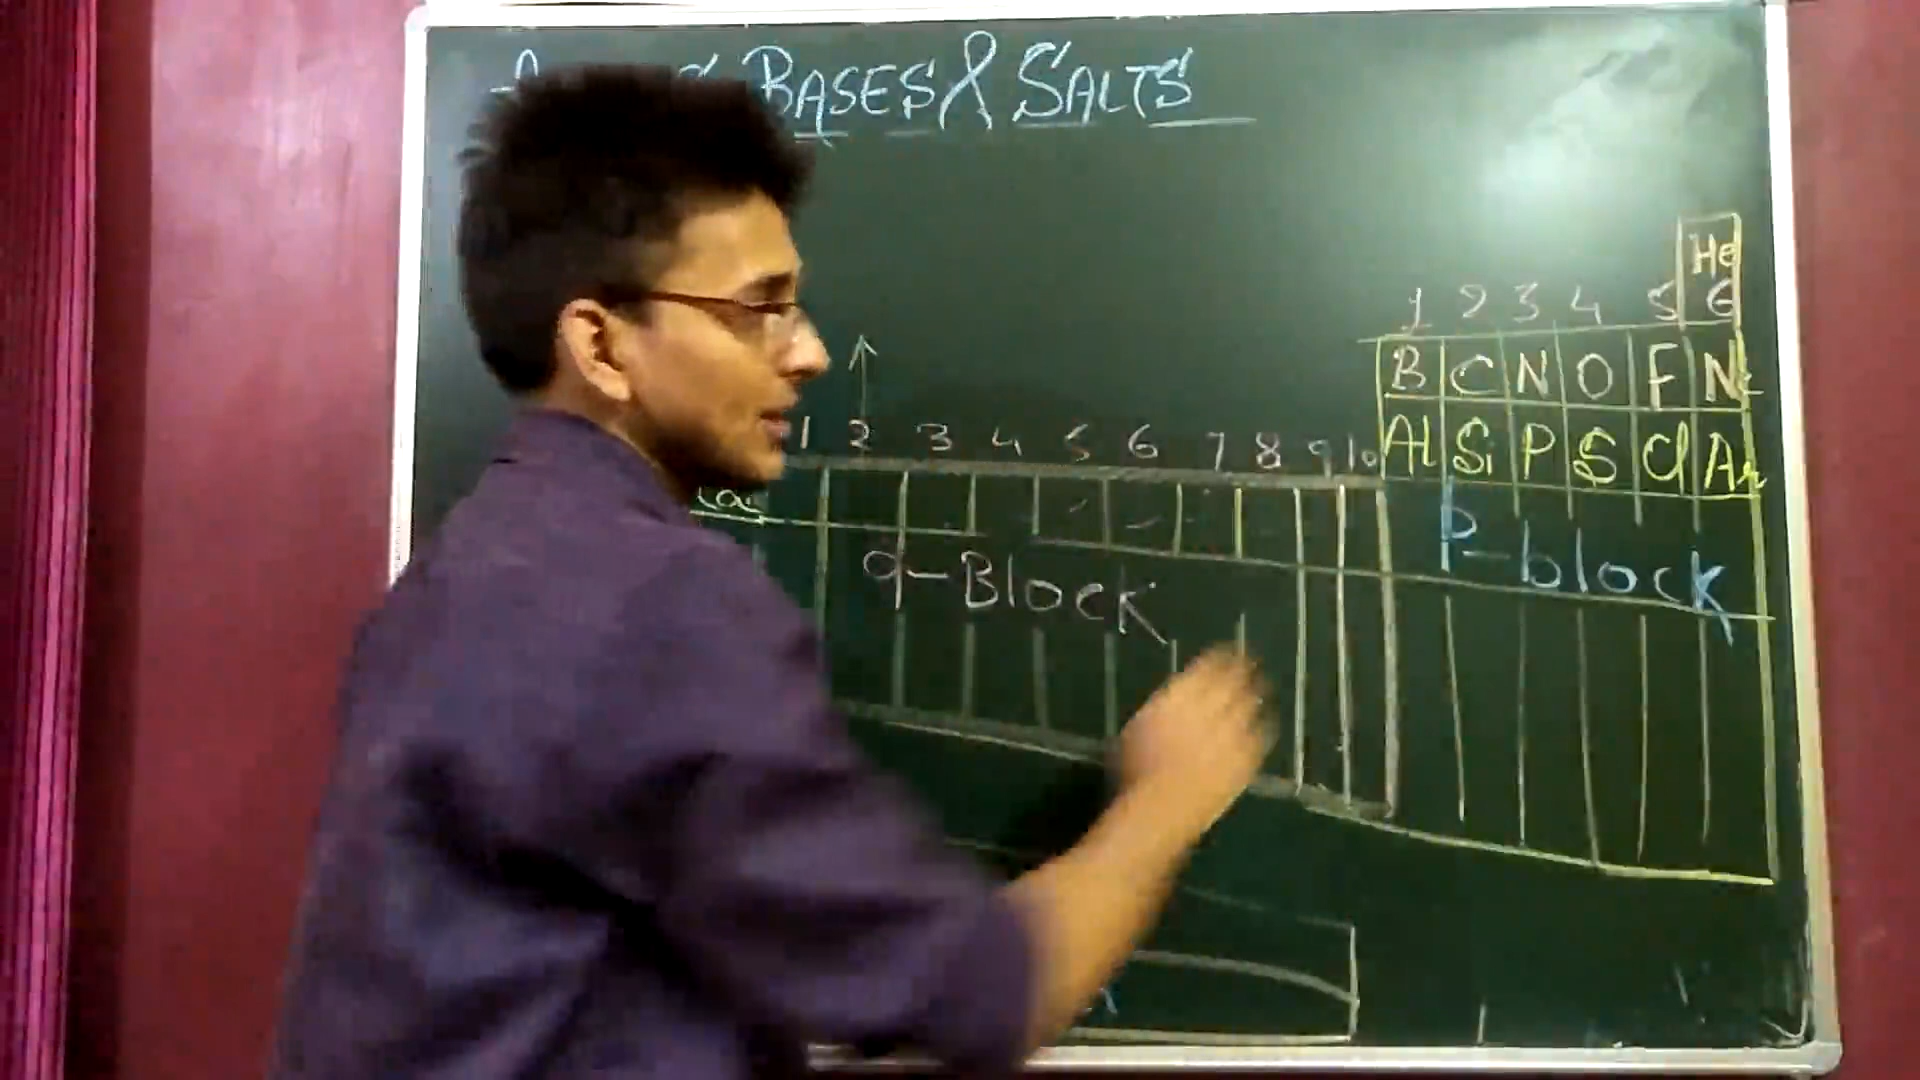 BASES & SALTS
He
1 2 3 4 5 6
B C N O F Ne
1 2 3 4 5 6 7 8 9 10
Al Si P S Cl Ar
Ca
d-Block
P-block